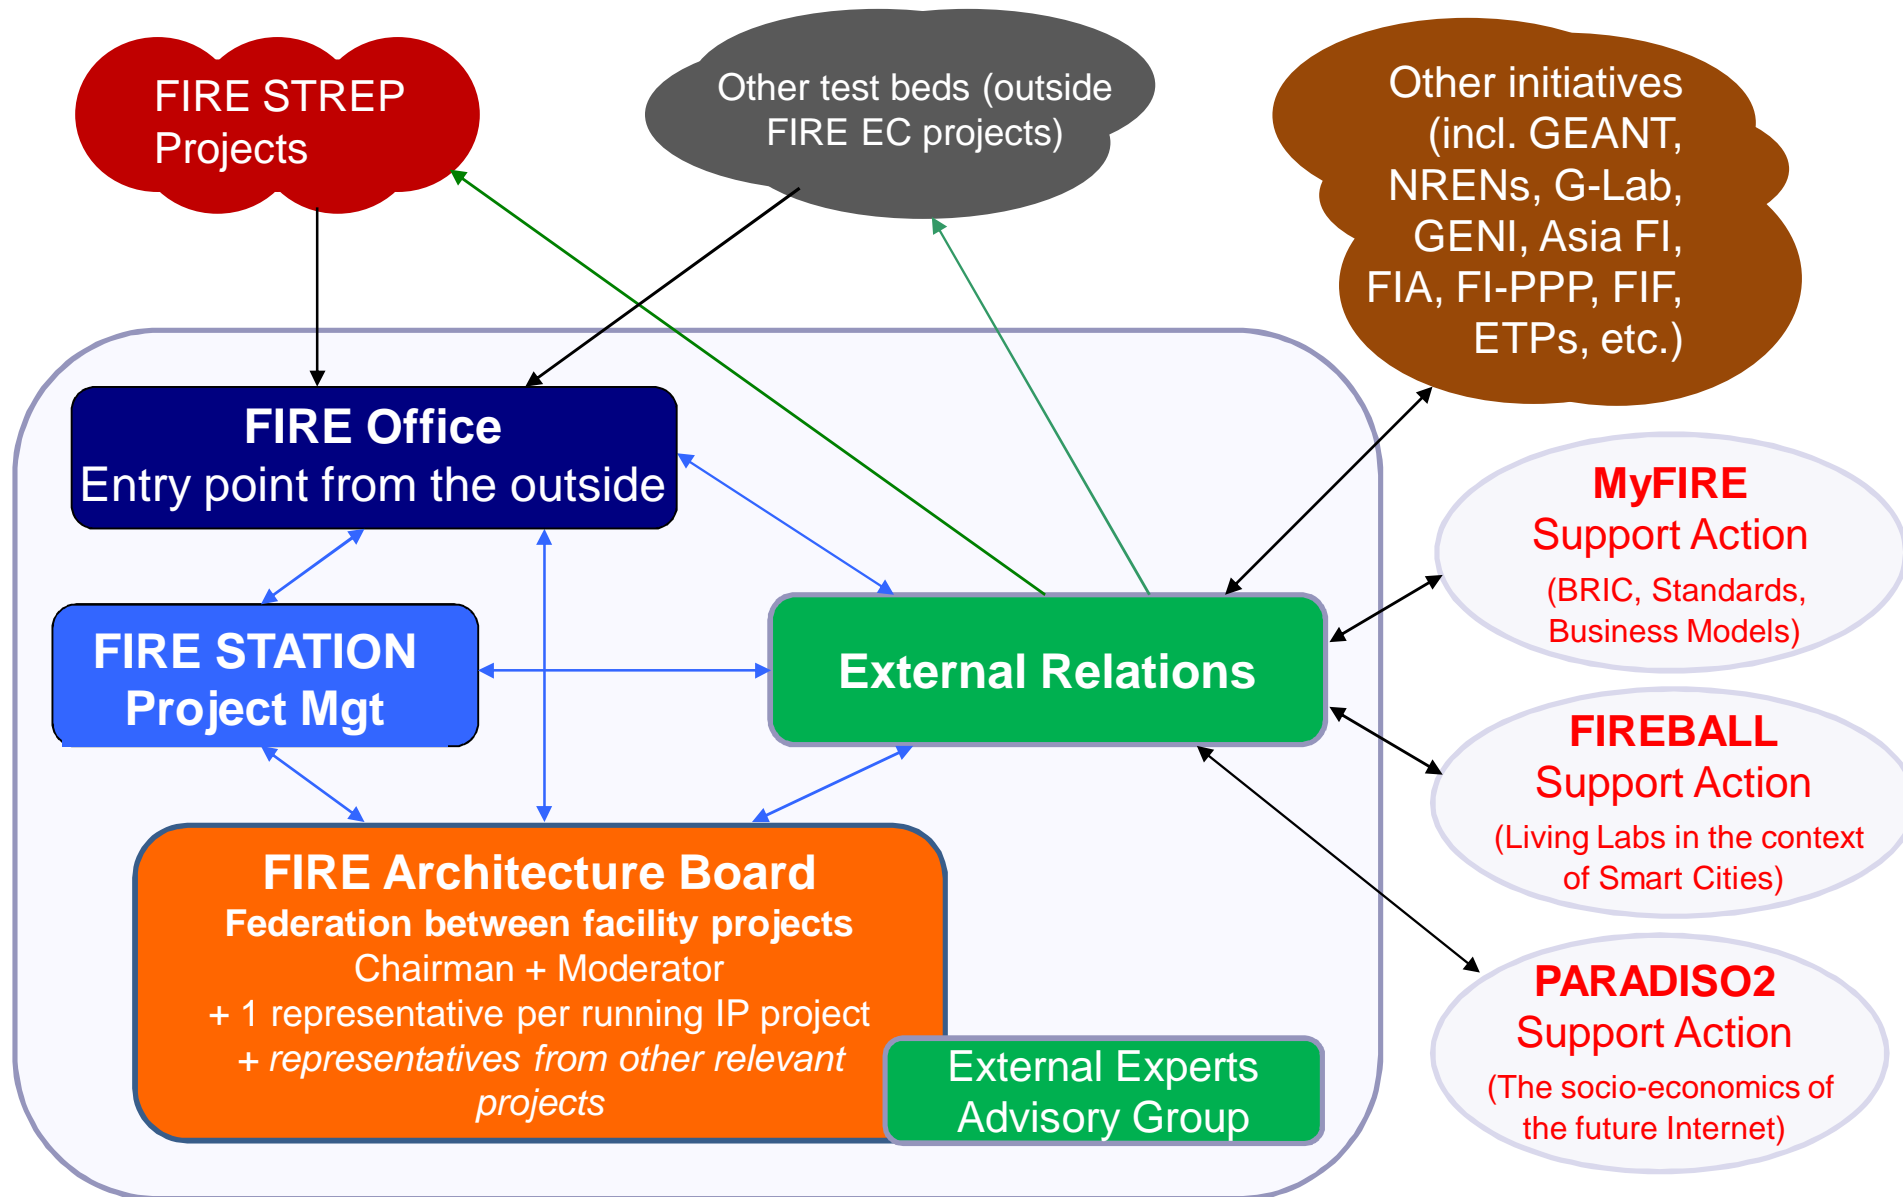 FIRE STREP
Projects
Other test beds (outside
FIRE EC projects)
Other initiatives
(incl. GEANT,
NRENs, G-Lab,
GENI, Asia FI,
FIA, FI-PPP, FIF,
ETPs, etc.)
FIRE Office
Entry point from the outside
MyFIRE
Support Action
(BRIC, Standards,
Business Models)
FIRE STATION
Project Mgt
External Relations
FIREBALL
Support Action
(Living Labs in the context
of Smart Cities)
FIRE Architecture Board
Federation between facility projects
Chairman + Moderator
+ 1 representative per running IP project
+ representatives from other relevant
projects
External Experts
Advisory Group
PARADISO2
Support Action
(The socio-economics of
the future Internet)